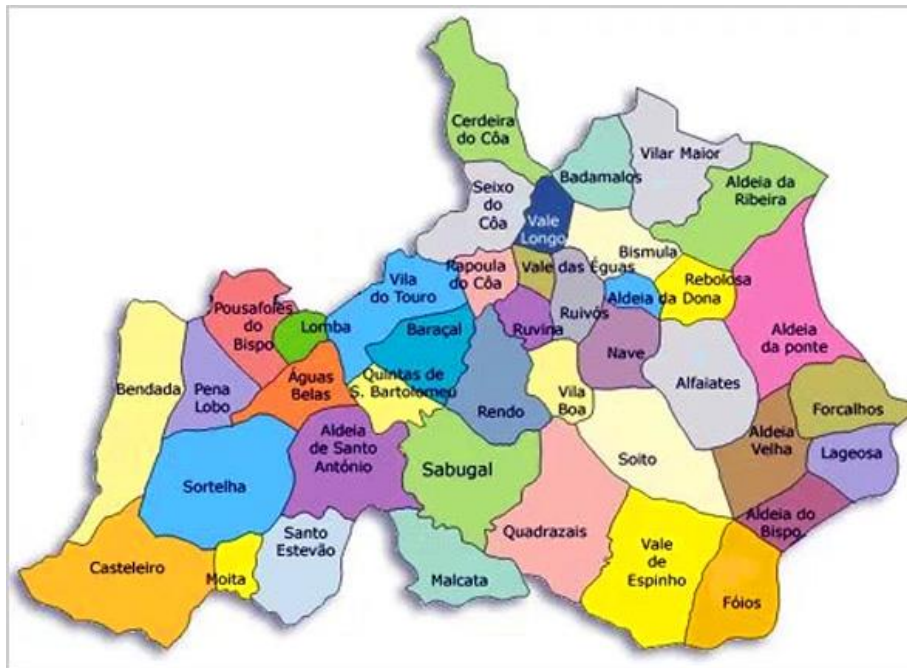 Cerdeira
do Côa
Badamalos
Vilar Maior
Seixo
do
Côa
Aldeia da
Ribeira
Vale
Longo
Bismula
Vila
do Touro
Rapoula
do Côa
Vale das Éguas
Rebolosa
Aldeia da Dona
Pousafoles
do
Bispo
Lomba
Baraçal
Ruvina
Ruivós
Aldeia
da ponte
Nave
Bendada
Pena
Lobo
Águas
Belas
Quintas de
S. Bartolomeu
Rendo
Vila
Boa
Alfaiates
Forcalhos
Aldeia
de Santo
António
Aldeia
Velha
Lageosa
Sortelha
Sabugal
Soito
Aldeia do
Bispo.
Santo
Estevão
Quadrazais
Vale
de
Espinho
Casteleiro
Moita
Malcata
Fóios